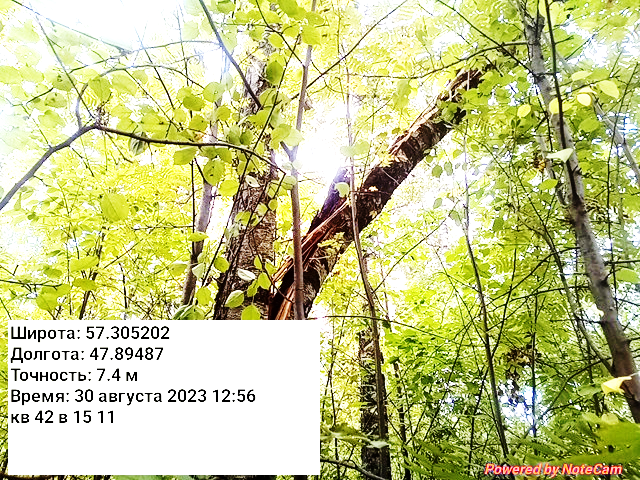 Широта: 57.305202
Долгота: 47.89487
Точность: 7.4 м
Время: 30 августа 2023 12:56
кв 42 в 15 11
Powered by NoteCam